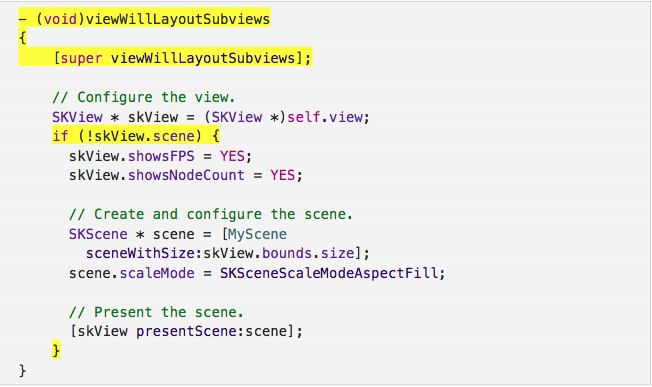 - (void)viewWillLayoutSubviews
{
    [super viewWillLayoutSubviews];
    // Configure the view.
    SKView * skView = (SKView *)self.view;
    if (!skView.scene) {
      skView.showsFPS = YES;
      skView.showsNodeCount = YES;
      // Create and configure the scene.
      SKScene * scene = [MyScene
        sceneWithSize:skView.bounds.size];
      scene.scaleMode = SKSceneScaleModeAspectFill;
      // Present the scene.
      [skView presentScene:scene];
    }
}